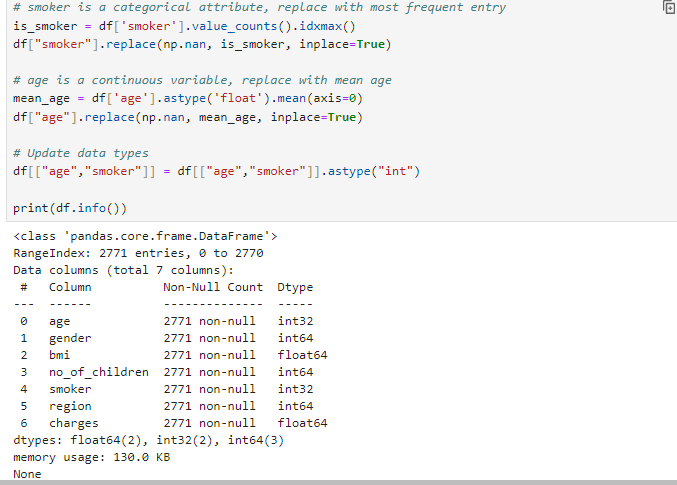 # smoker is a categorical attribute, replace with most frequent entry
is_smoker = df['smoker'].value_counts().idxmax()
df["smoker"].replace(np.nan, is_smoker, inplace=True)
# age is a continuous variable, replace with mean age
mean_age = df['age'].astype('float').mean(axis=0)
df["age"].replace(np.nan, mean_age, inplace=True)
# Update data types
df[["age","smoker"]] = df[["age","smoker"]].astype("int")
print(df.info())
<class 'pandas.core.frame.DataFrame'>
RangeIndex: 2771 entries, 0 to 2770
Data columns (total 7 columns):
 #   Column          Non-Null Count  Dtype
---  ------          --------------  -----
 0   age             2771 non-null   int32
 1   gender          2771 non-null   int64
 2   bmi             2771 non-null   float64
 3   no_of_children  2771 non-null   int64
 4   smoker          2771 non-null   int32
 5   region          2771 non-null   int64
 6   charges         2771 non-null   float64
dtypes: float64(2), int32(2), int64(3)
memory usage: 130.0 KB
None